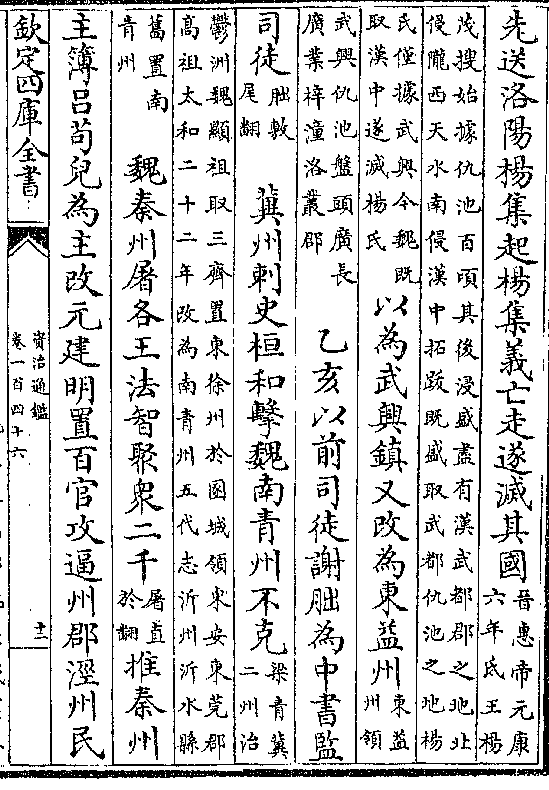 先送洛陽楊集起楊集義亡走遂滅其國
晉惠帝元康
六年氐王楊
茂搜始據仇池百頃其後浸盛盡有漢武都郡之地北
侵隴西天水南侵漢中拓跋既盛取武都仇池之地楊
氏僅據武興今魏既
取漢中遂滅楊氏
以為武興鎮又改為東益州
東益
州領
武興仇池盤頭廣長
廣業梓潼洛叢郡
乙亥以前司徒謝朏為中書監
司徒
朏敷
尾翻
冀州刺史桓和擊魏南青州不克
梁青冀
二州治
鬱洲魏顯祖取三齊置東徐州於團城領東安東莞郡
高祖太和二十二年改為南青州五代志沂州沂水縣
舊置南
青州
魏秦州屠各王法智聚衆二千
屠直
於翻
推秦州
主簿呂苟兒為主改元建明置百官攻逼州郡涇州民
欽定四庫全書
資治通鑑
卷一百四十六